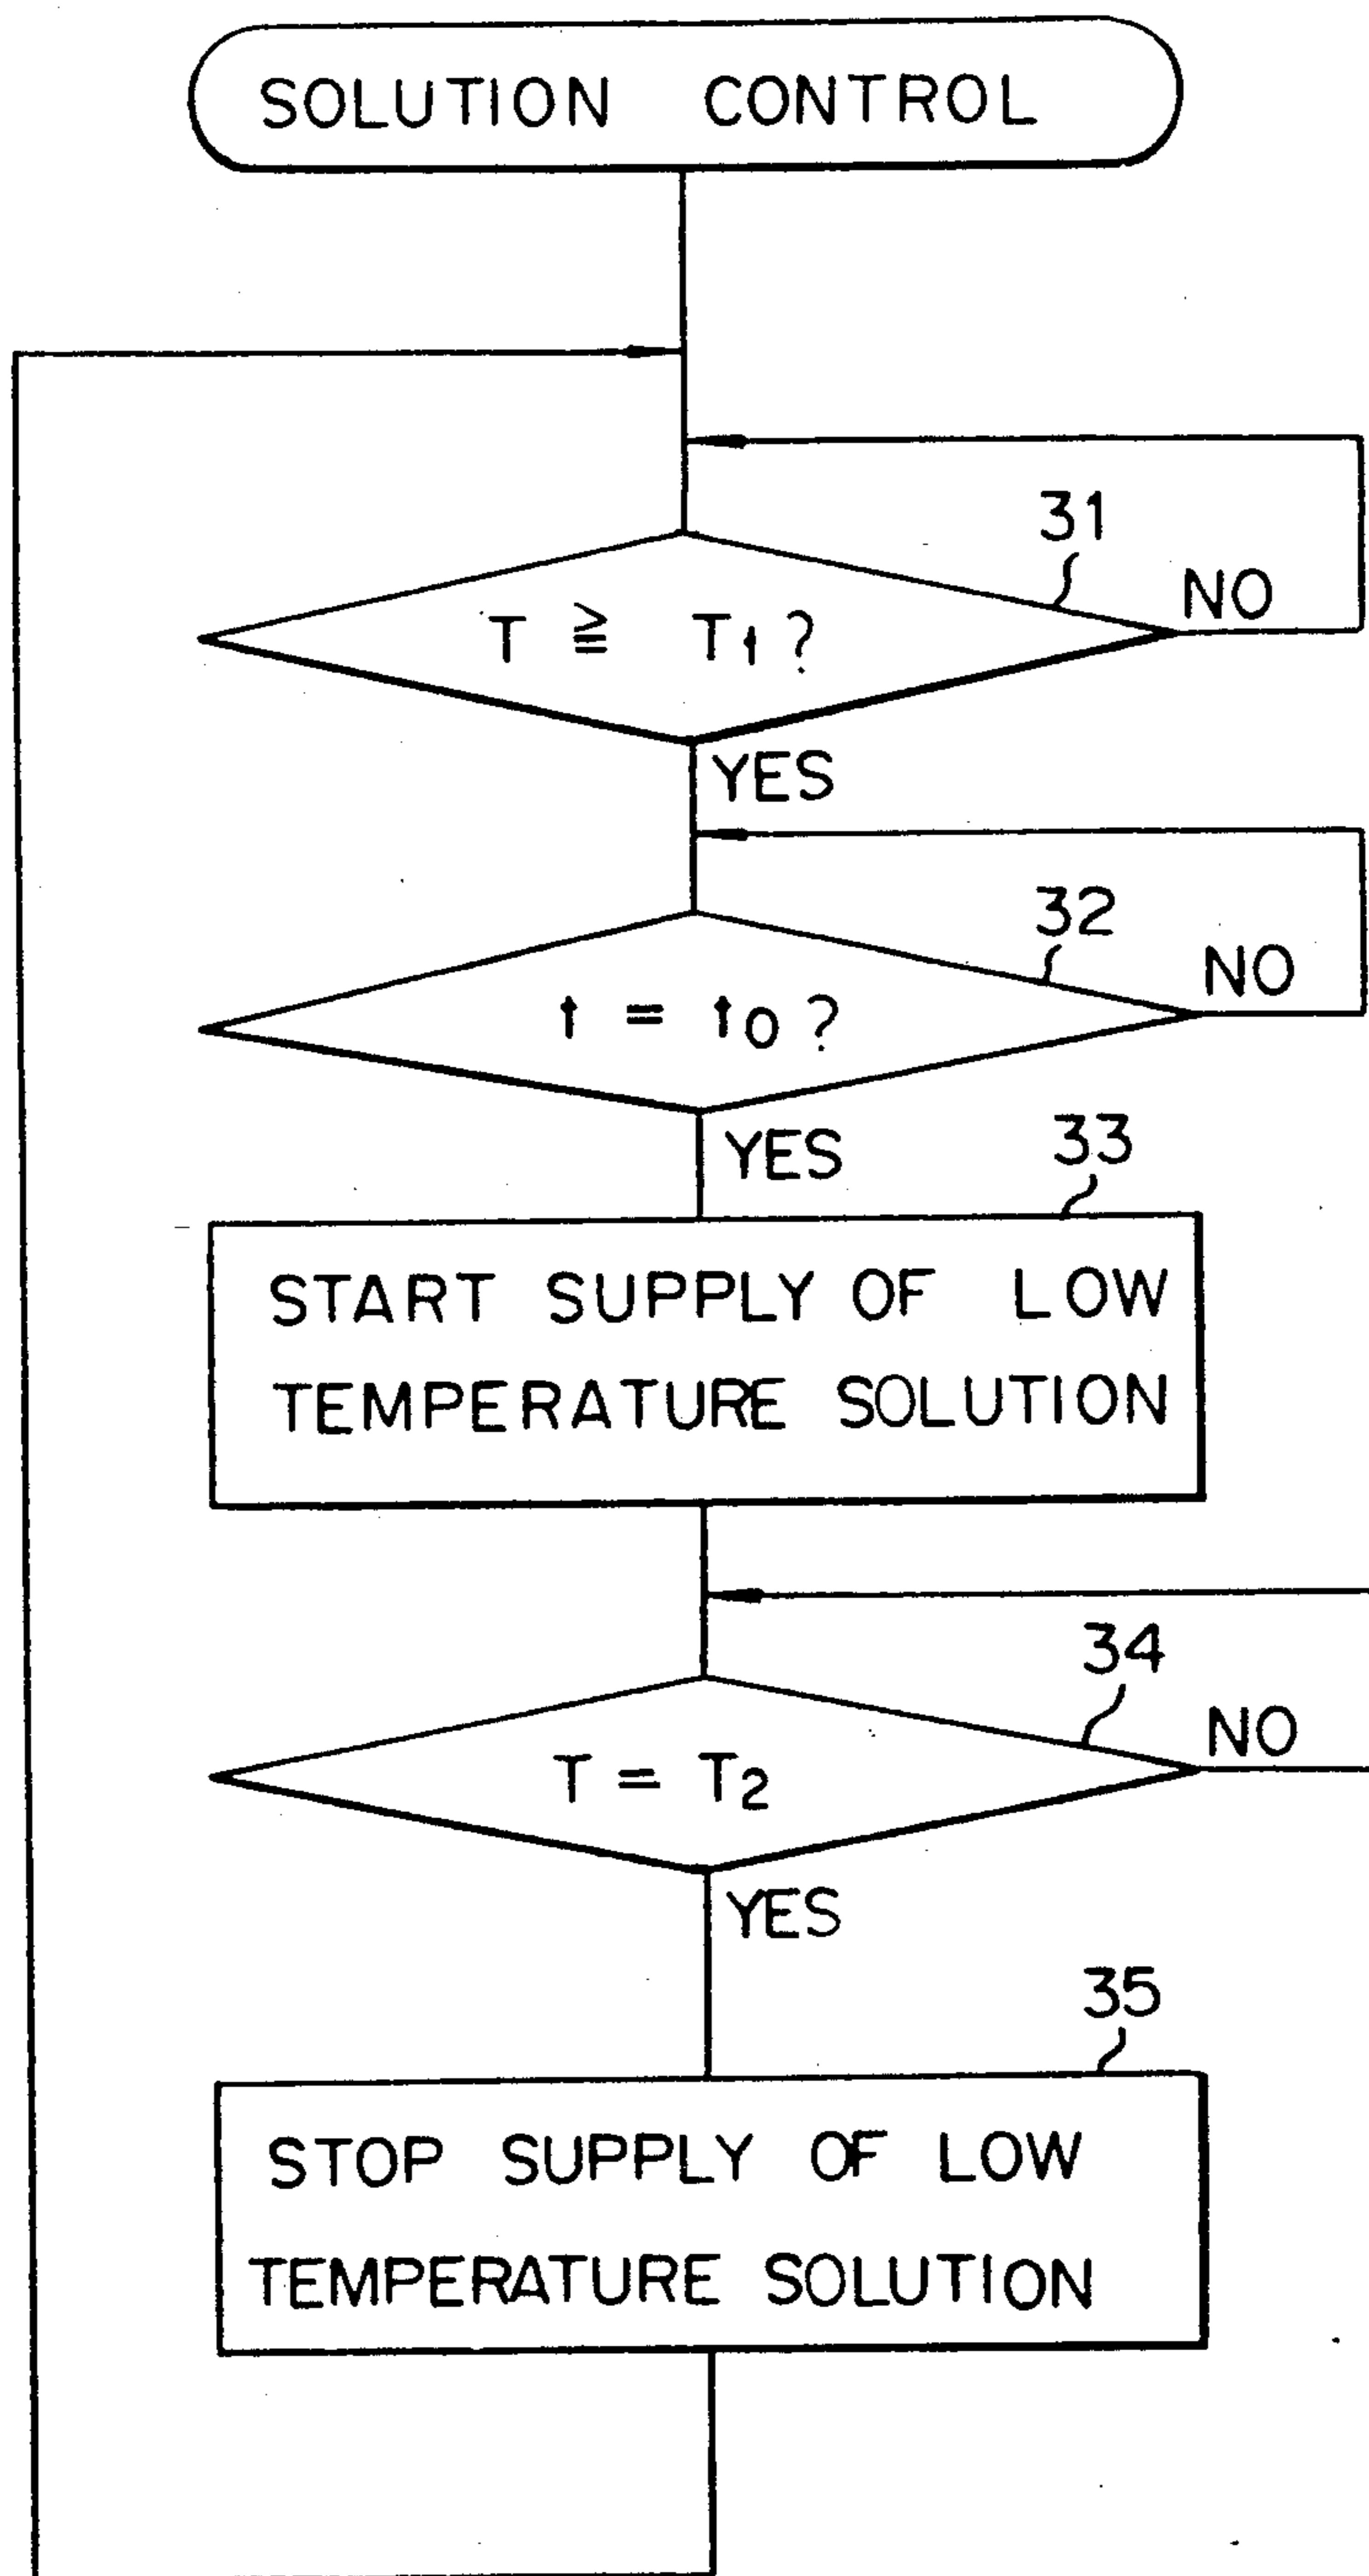 SOLUTION CONTROL
31
NO
T ≧ T1 ?
YES
32
NO
t = t0 ?
YES
33
START SUPPLY OF LOW
TEMPERATURE SOLUTION
34
NO
T = T2
YES
35
STOP SUPPLY OF LOW
TEMPERATURE SOLUTION